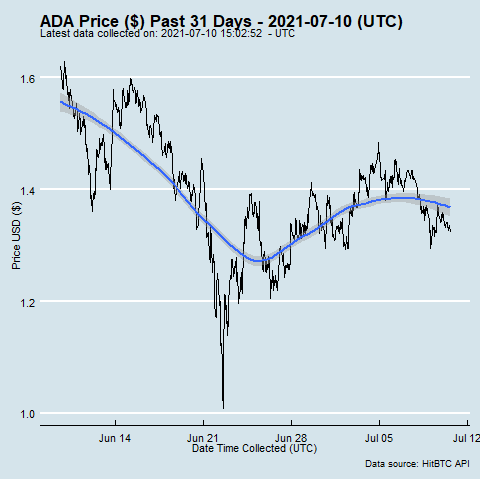 ADA Price ($) Past 31 Days - 2021-07-10 (UTC)
Latest data collected on: 2021-07-10 15:02:52 - UTC
1.6
1.4
1.2
1.0
Price USD ($)
Jun 14 Jun 21 Jun 28 Jul 05 Jul 12
Date Time Collected (UTC)
Data source: HitBTC API